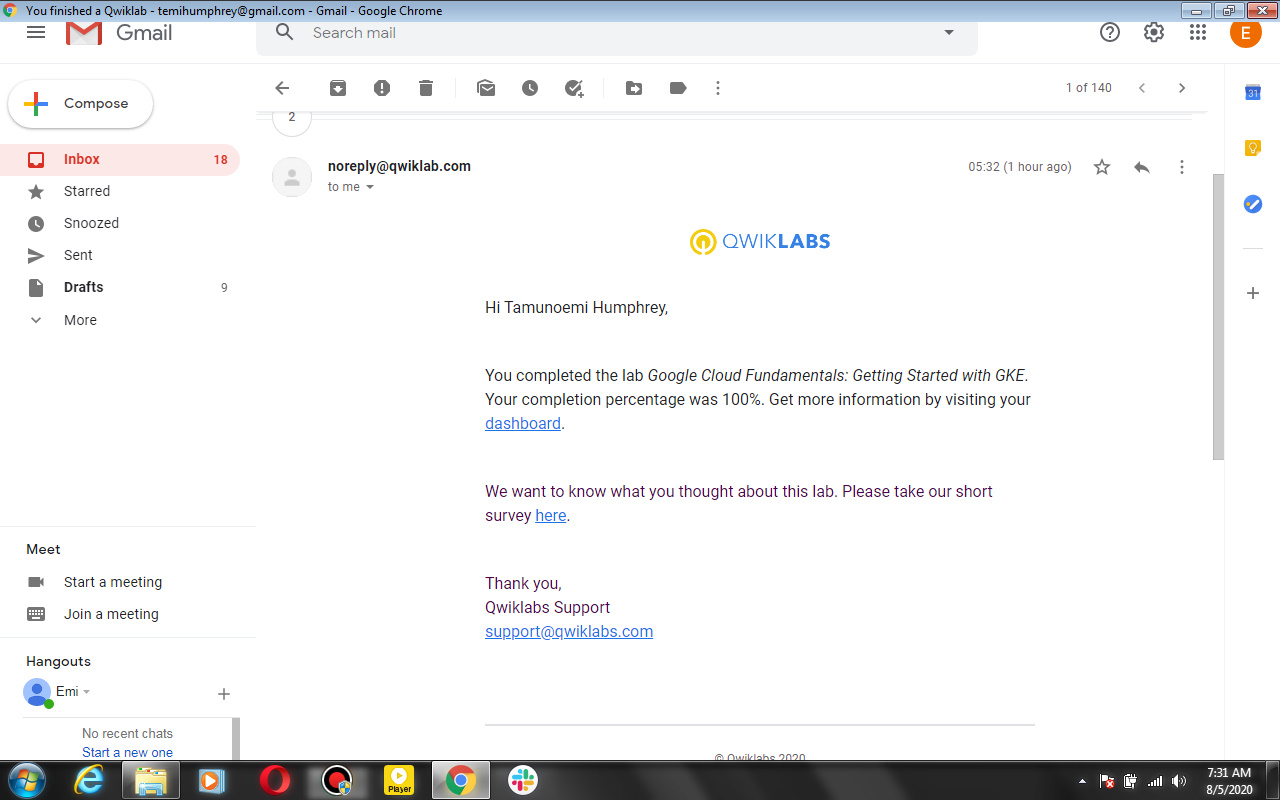 You finished a Qwiklab - temihumphrey@gmail.com - Gmail - Google Chrome
Gmail
Search mail
E
Compose
1 of 140
31
2
Inbox 18
noreply@qwiklab.com
05:32 (1 hour ago)
to me
Starred
Snoozed
Sent
Drafts 9
More
QWIKLABS
Hi Tamunoemi Humphrey,
You completed the lab Google Cloud Fundamentals: Getting Started with GKE.
Your completion percentage was 100%. Get more information by visiting your
dashboard.
We want to know what you thought about this lab. Please take our short
survey here.
Thank you,
Qwiklabs Support
support@qwiklabs.com
Meet
Start a meeting
Join a meeting
Hangouts
Emi
No recent chats
Start a new one
© Qwiklabs 2020
Player
7:31 AM
8/5/2020